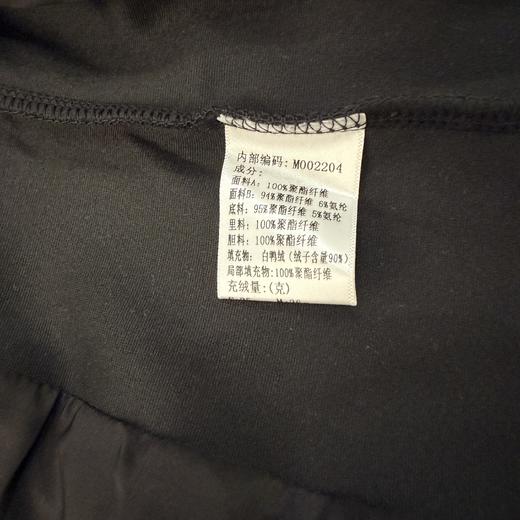 内部编码: M002204
成分:
面料A: 100%聚酯纤维
面料B: 94%聚酯纤维 6%氨纶
底料: 95%聚酯纤维 5%氨纶
里料: 100%聚酯纤维
胆料: 100%聚酯纤维
填充物: 白鸭绒(绒子含量90%)
局部填充物:100%聚酯纤维
充绒量:(克)